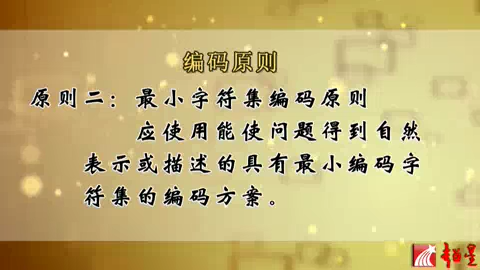 编码原则
原则二：最小字符集编码原则
应使用能使问题得到自然
表示或描述的具有最小编码字
符集的编码方案。
超星